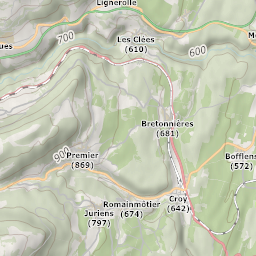 Lignerolle
700
Les Clées
(610)
600
ques
Bretonnières
(681)
900
Premier
(869)
Bofflens
(572)
Croy
(642)
Romainmôtier
(674)
Juriens
(797)